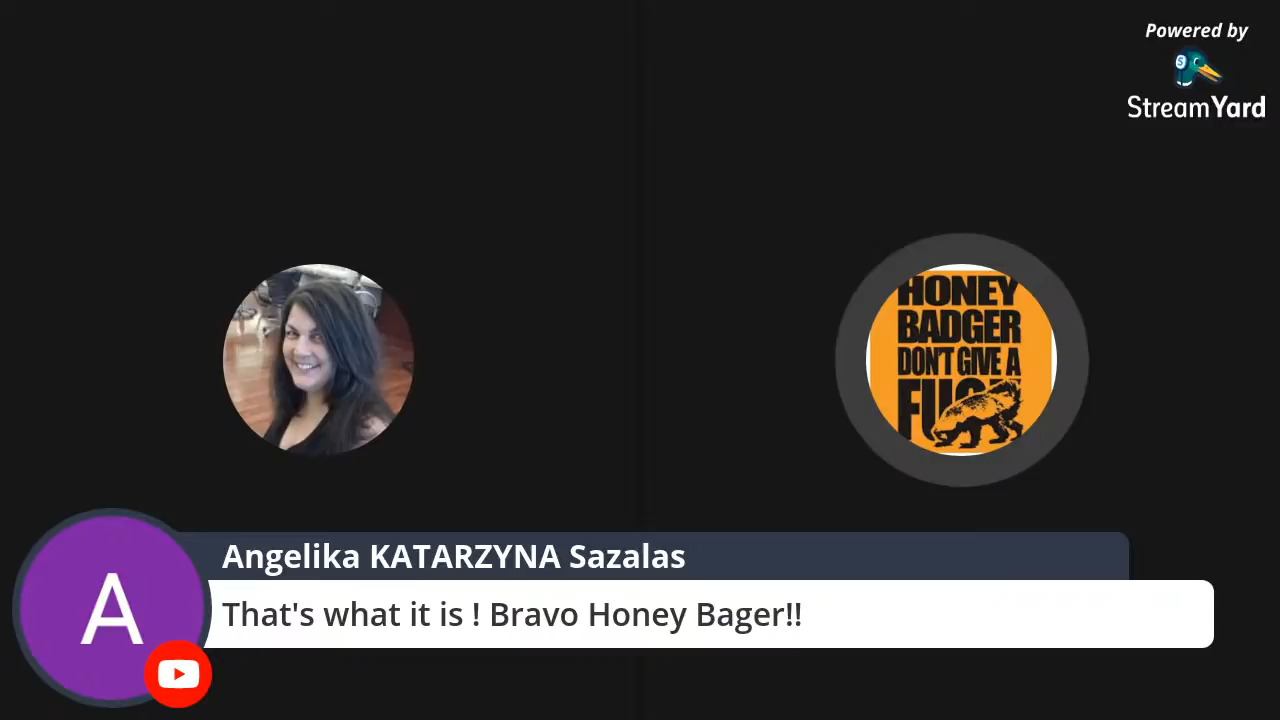 Powered by
S
StreamYard
HONEY
BADGER
DON'T GIVE A
A
Angelika KATARZYNA Sazalas
That's what it is ! Bravo Honey Bager!!